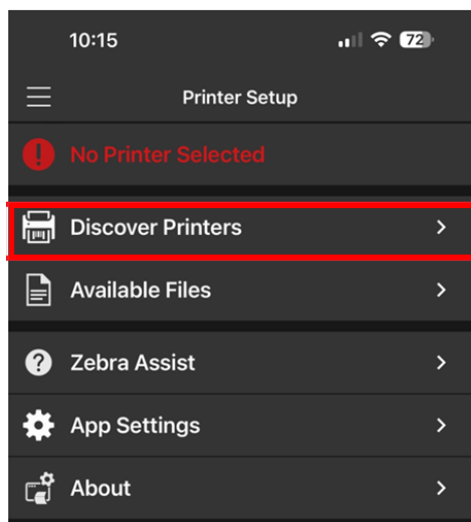 10:15
72
Printer Setup
No Printer Selected
Discover Printers
Available Files
Zebra Assist
App Settings
About